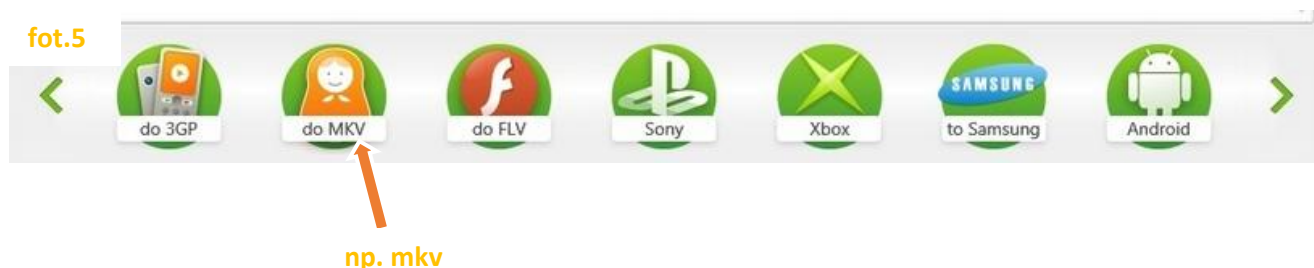 fot.5
SAMSUNG
do 3GP do MKV do FLV Sony Xbox to Samsung Android
np. mkv